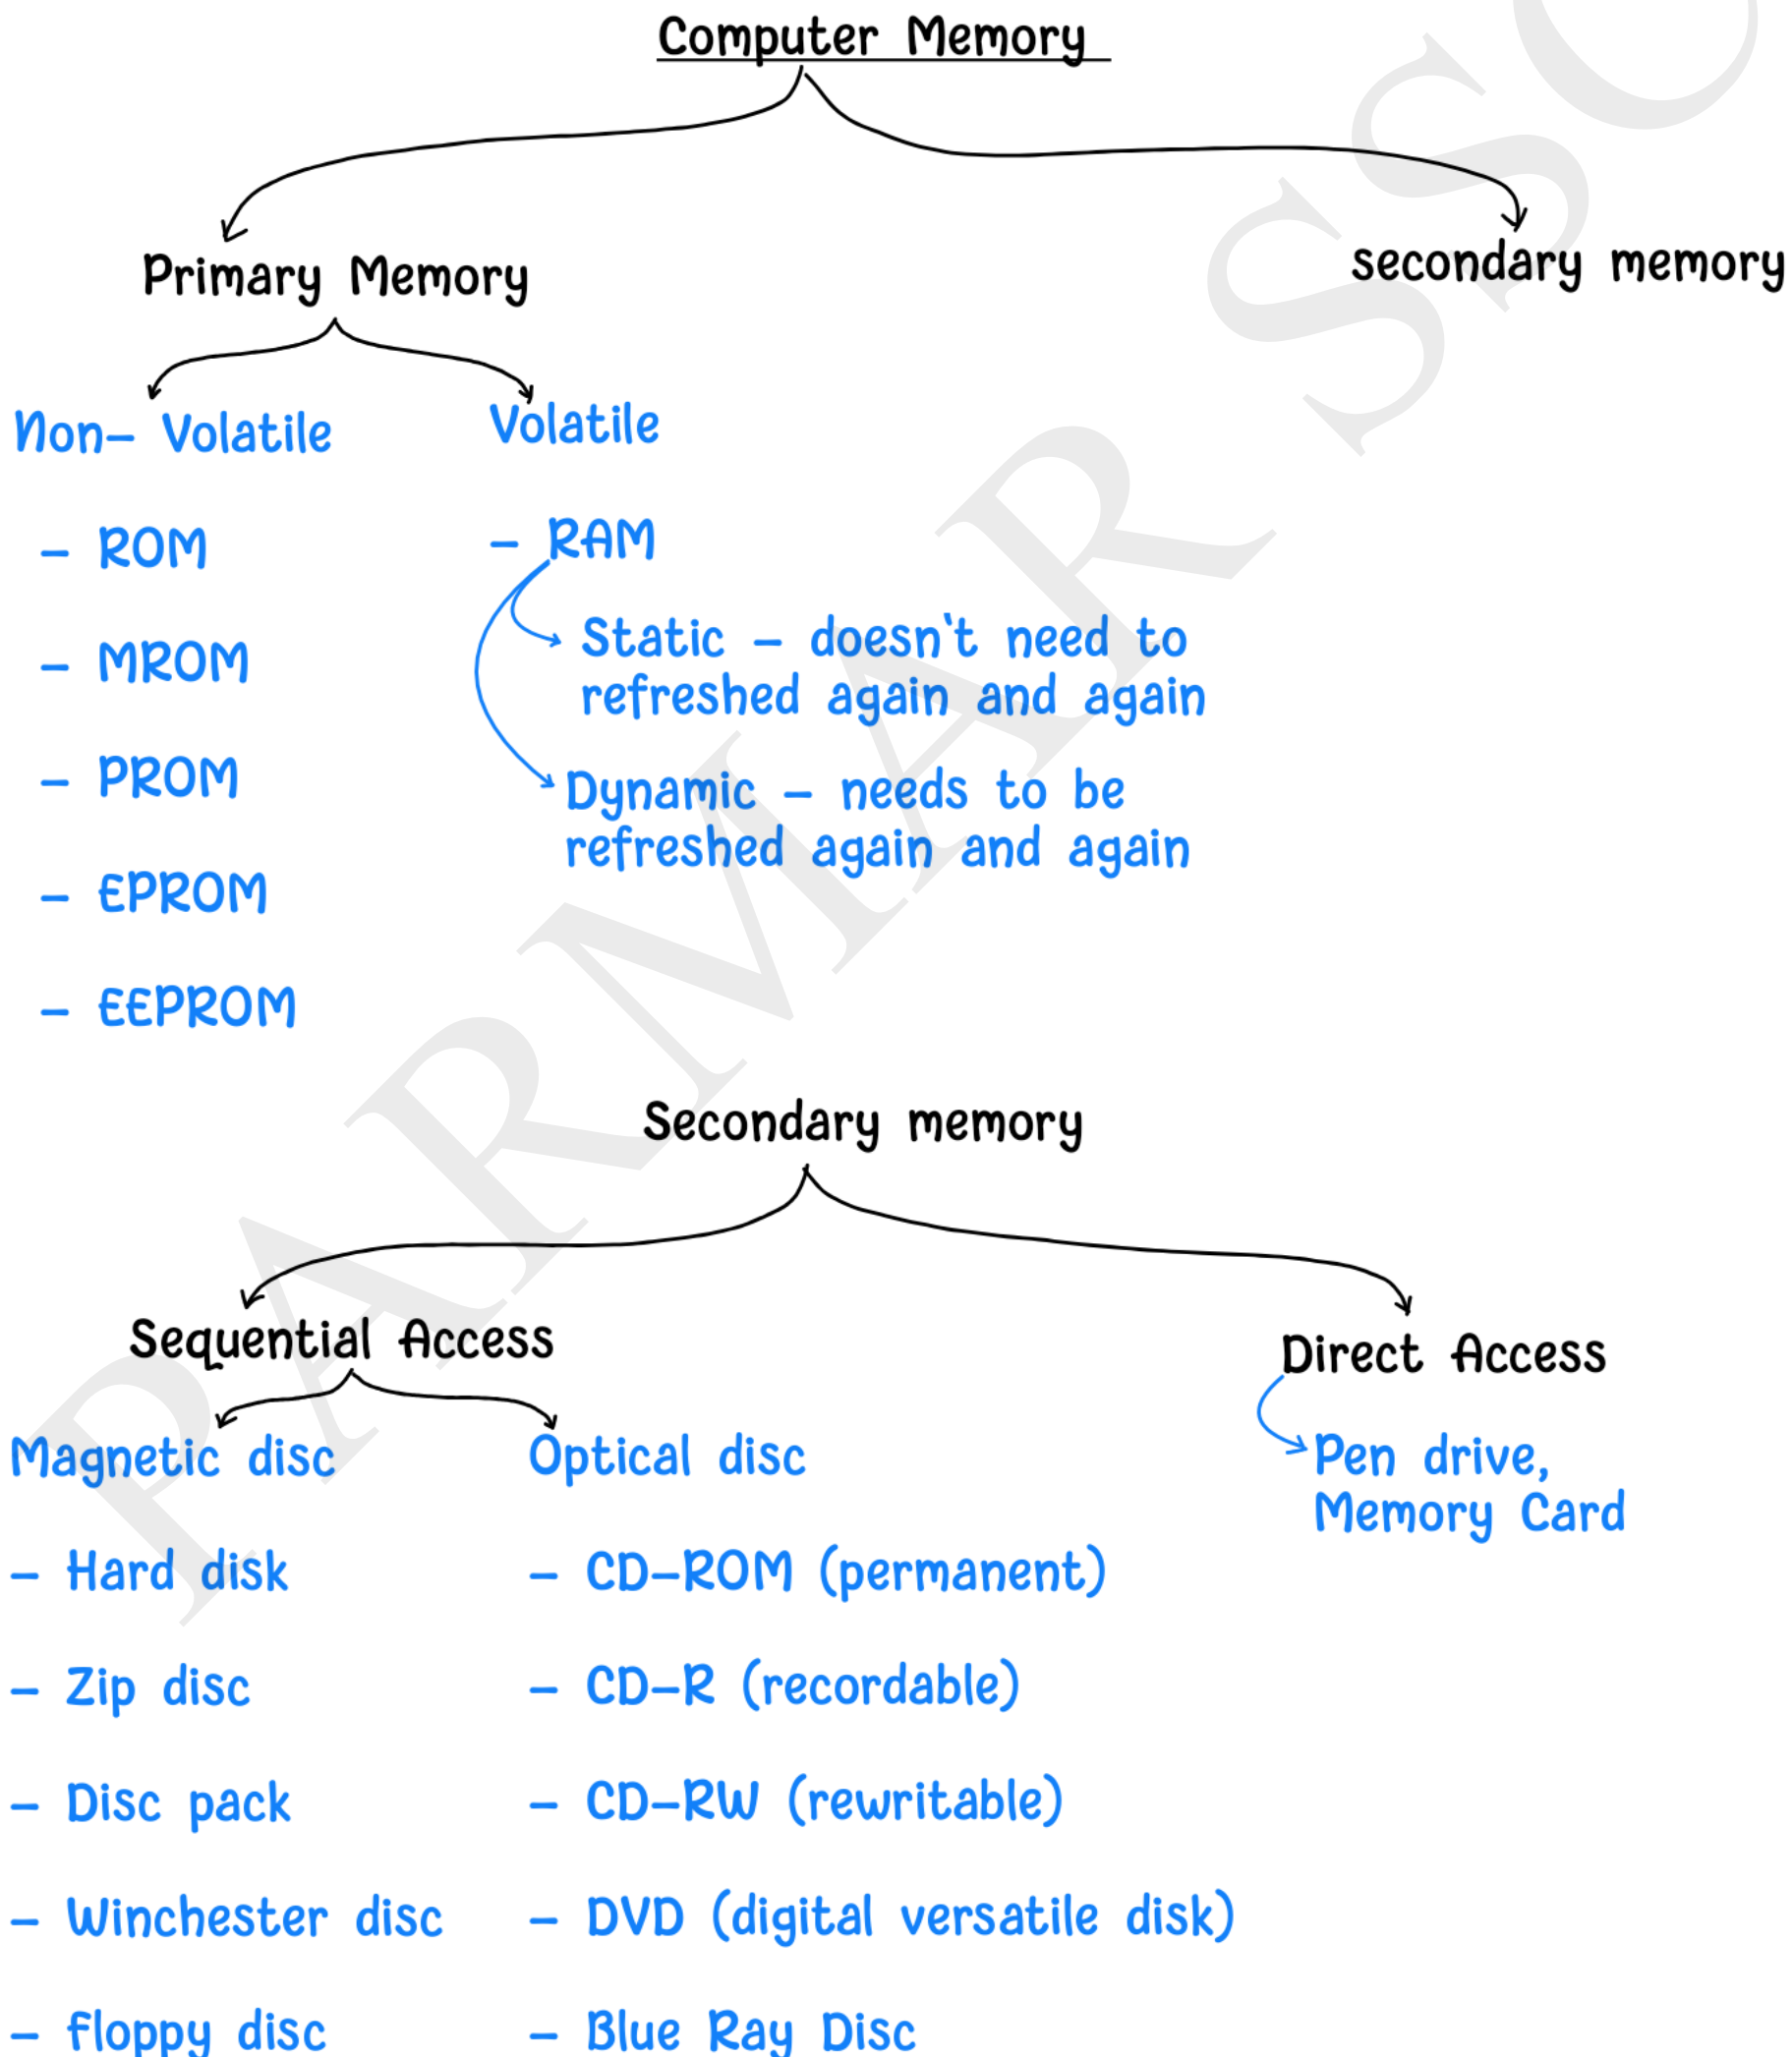 Computer Memory
Primary Memory
secondary memory
Non- Volatile
Volatile
- ROM
- RAM
Static - doesn't need to
refreshed again and again
- MROM
- PROM
Dynamic - needs to be
refreshed again and again
- EPROM
- EEPROM
Secondary memory
Sequential Access
Direct Access
Magnetic disc
Optical disc
Pen drive,
Memory Card
- Hard disk
- CD-ROM (permanent)
- Zip disc
- CD-R (recordable)
- Disc pack
- CD-RW (rewritable)
- Winchester disc
- DVD (digital versatile disk)
- floppy disc
- Blue Ray Disc
PARMAR SSC